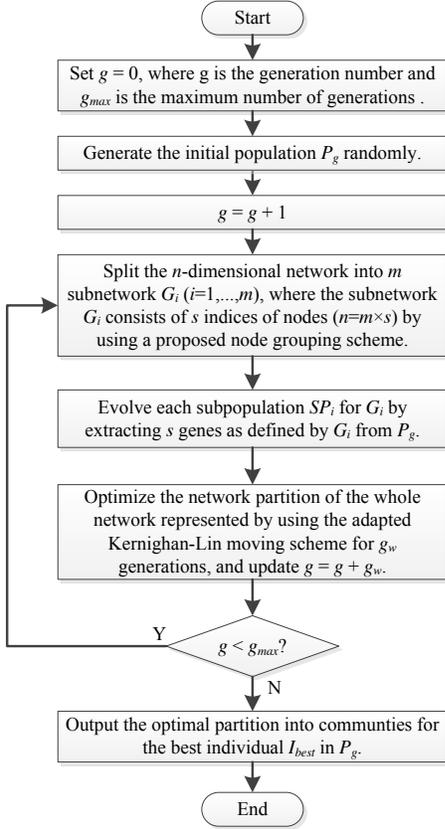 Start
Set g = 0, where g is the generation number and
gmax is the maximum number of generations .
Generate the initial population Pg randomly.
g = g + 1
Split the n-dimensional network into m
subnetwork Gi (i=1,...,m), where the subnetwork
Gi consists of s indices of nodes (n=m×s) by
using a proposed node grouping scheme.
Evolve each subpopulation SPi for Gi by
extracting s genes as defined by Gi from Pg.
Optimize the network partition of the whole
network represented by using the adapted
Kernighan-Lin moving scheme for gw
generations, and update g = g + gw.
Y
g < gmax?
N
Output the optimal partition into communties for
the best individual Ibest in Pg.
End